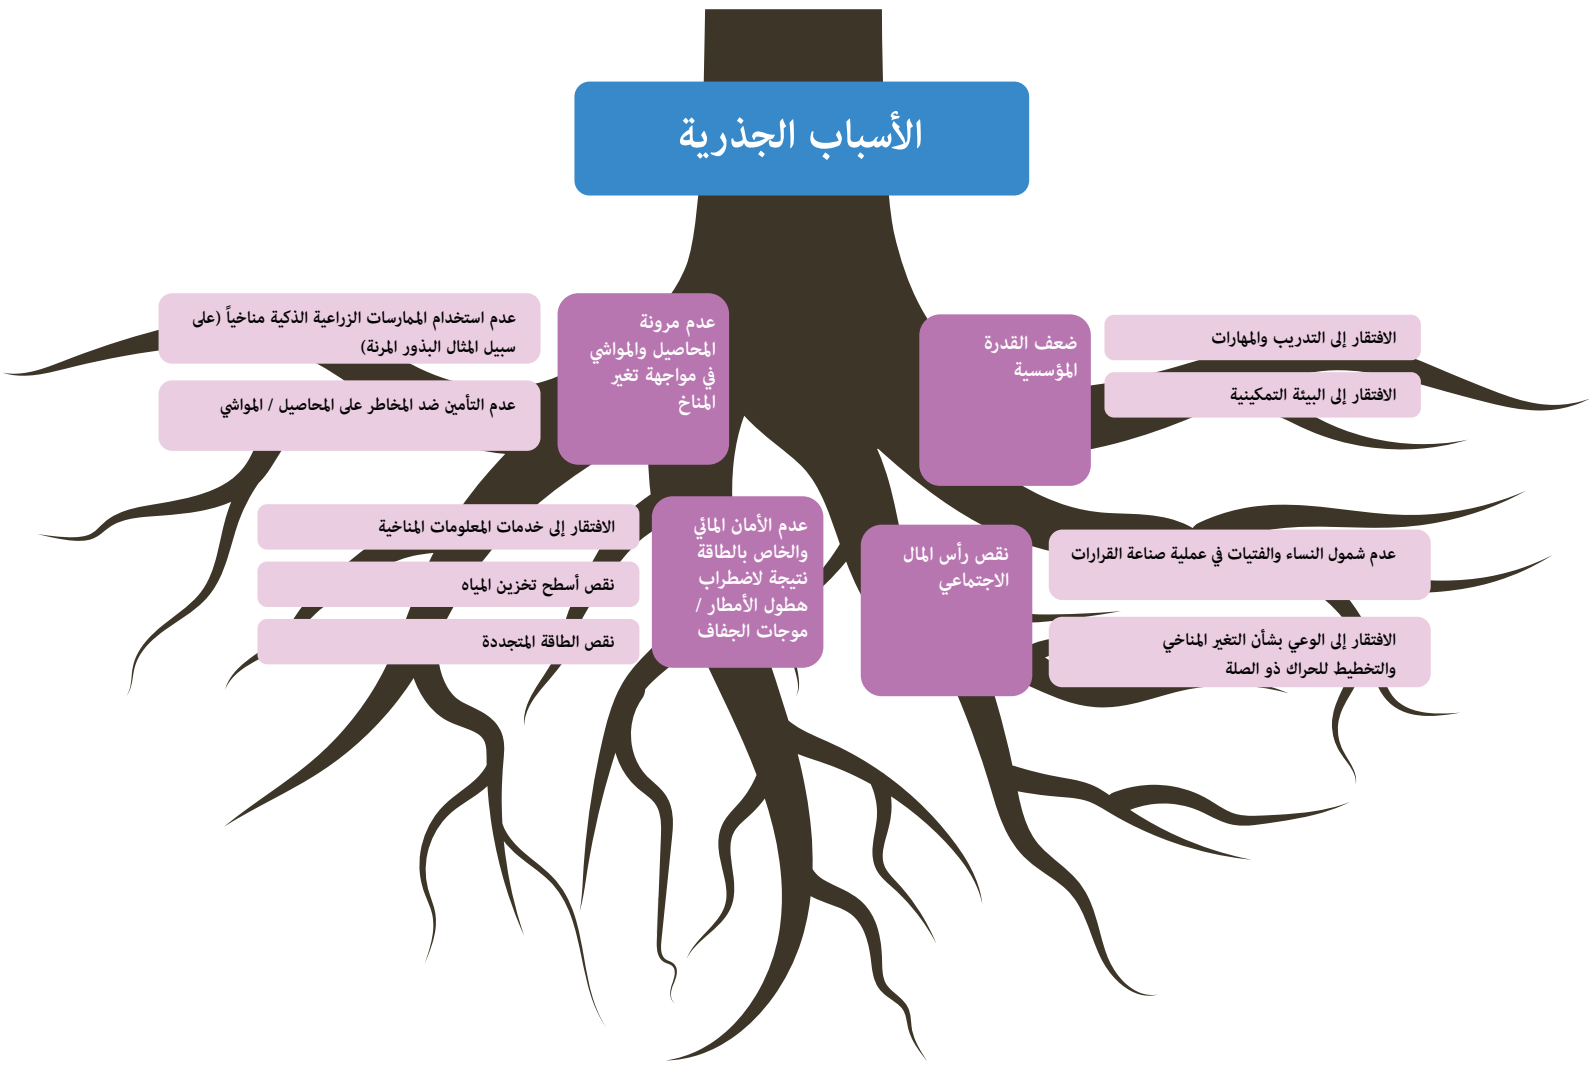 الأسباب الجذرية
ضعف القدرة
المؤسسية
الافتقار إلى التدريب والمهارات
الافتقار إلى البيئة التمكينية
عدم مرونة
المحاصيل والمواشي
في مواجهة تغير
المناخ
عدم استخدام الممارسات الزراعية الذكية مناخياً (على
سبيل المثال البذور المرنة)
عدم التأمين ضد المخاطر على المحاصيل / المواشي
نقص رأس المال
الاجتماعي
عدم شمول النساء والفتيات في عملية صناعة القرارات
الافتقار إلى الوعي بشأن التغير المناخي
والتخطيط للحراك ذو الصلة
عدم الأمان المائي
والخاص بالطاقة
نتيجة لاضطراب
هطول الأمطار /
موجات الجفاف
الافتقار إلى خدمات المعلومات المناخية
نقص أسطح تخزين المياه
نقص الطاقة المتجددة